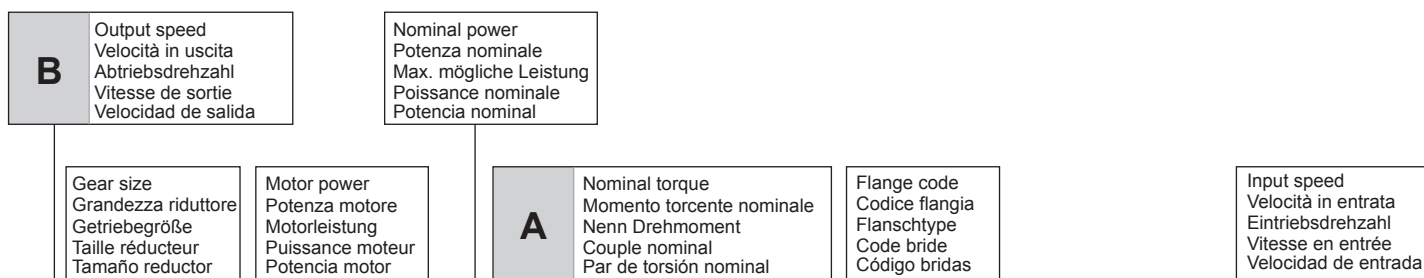 B
Output speed
Velocità in uscita
Abtriebsdrehzahl
Vitesse de sortie
Velocidad de salida
Nominal power
Potenza nominale
Max. mögliche Leistung
Poissance nominale
Potencia nominal
Gear size
Grandezza riduttore
Getriebegröße
Taille réducteur
Tamaño reductor
Motor power
Potenza motore
Motorleistung
Puissance moteur
Potencia motor
A
Nominal torque
Momento torcente nominale
Nenn Drehmoment
Couple nominal
Par de torsión nominal
Flange code
Codice flangia
Flanschtype
Code bride
Código bridas
Input speed
Velocità in entrata
Eintriebsdrehzahl
Vitesse en entrée
Velocidad de entrada